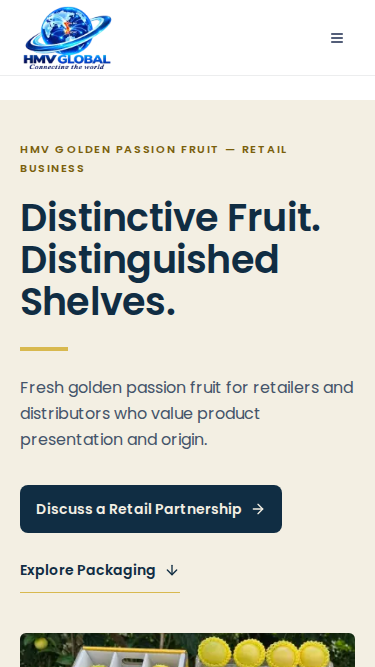 HMV GLOBAL
Connecting the world
HMV GOLDEN PASSION FRUIT — RETAIL
BUSINESS
Distinctive Fruit.
Distinguished
Shelves.
Fresh golden passion fruit for retailers and
distributors who value product
presentation and origin.
Discuss a Retail Partnership →
Explore Packaging ↓